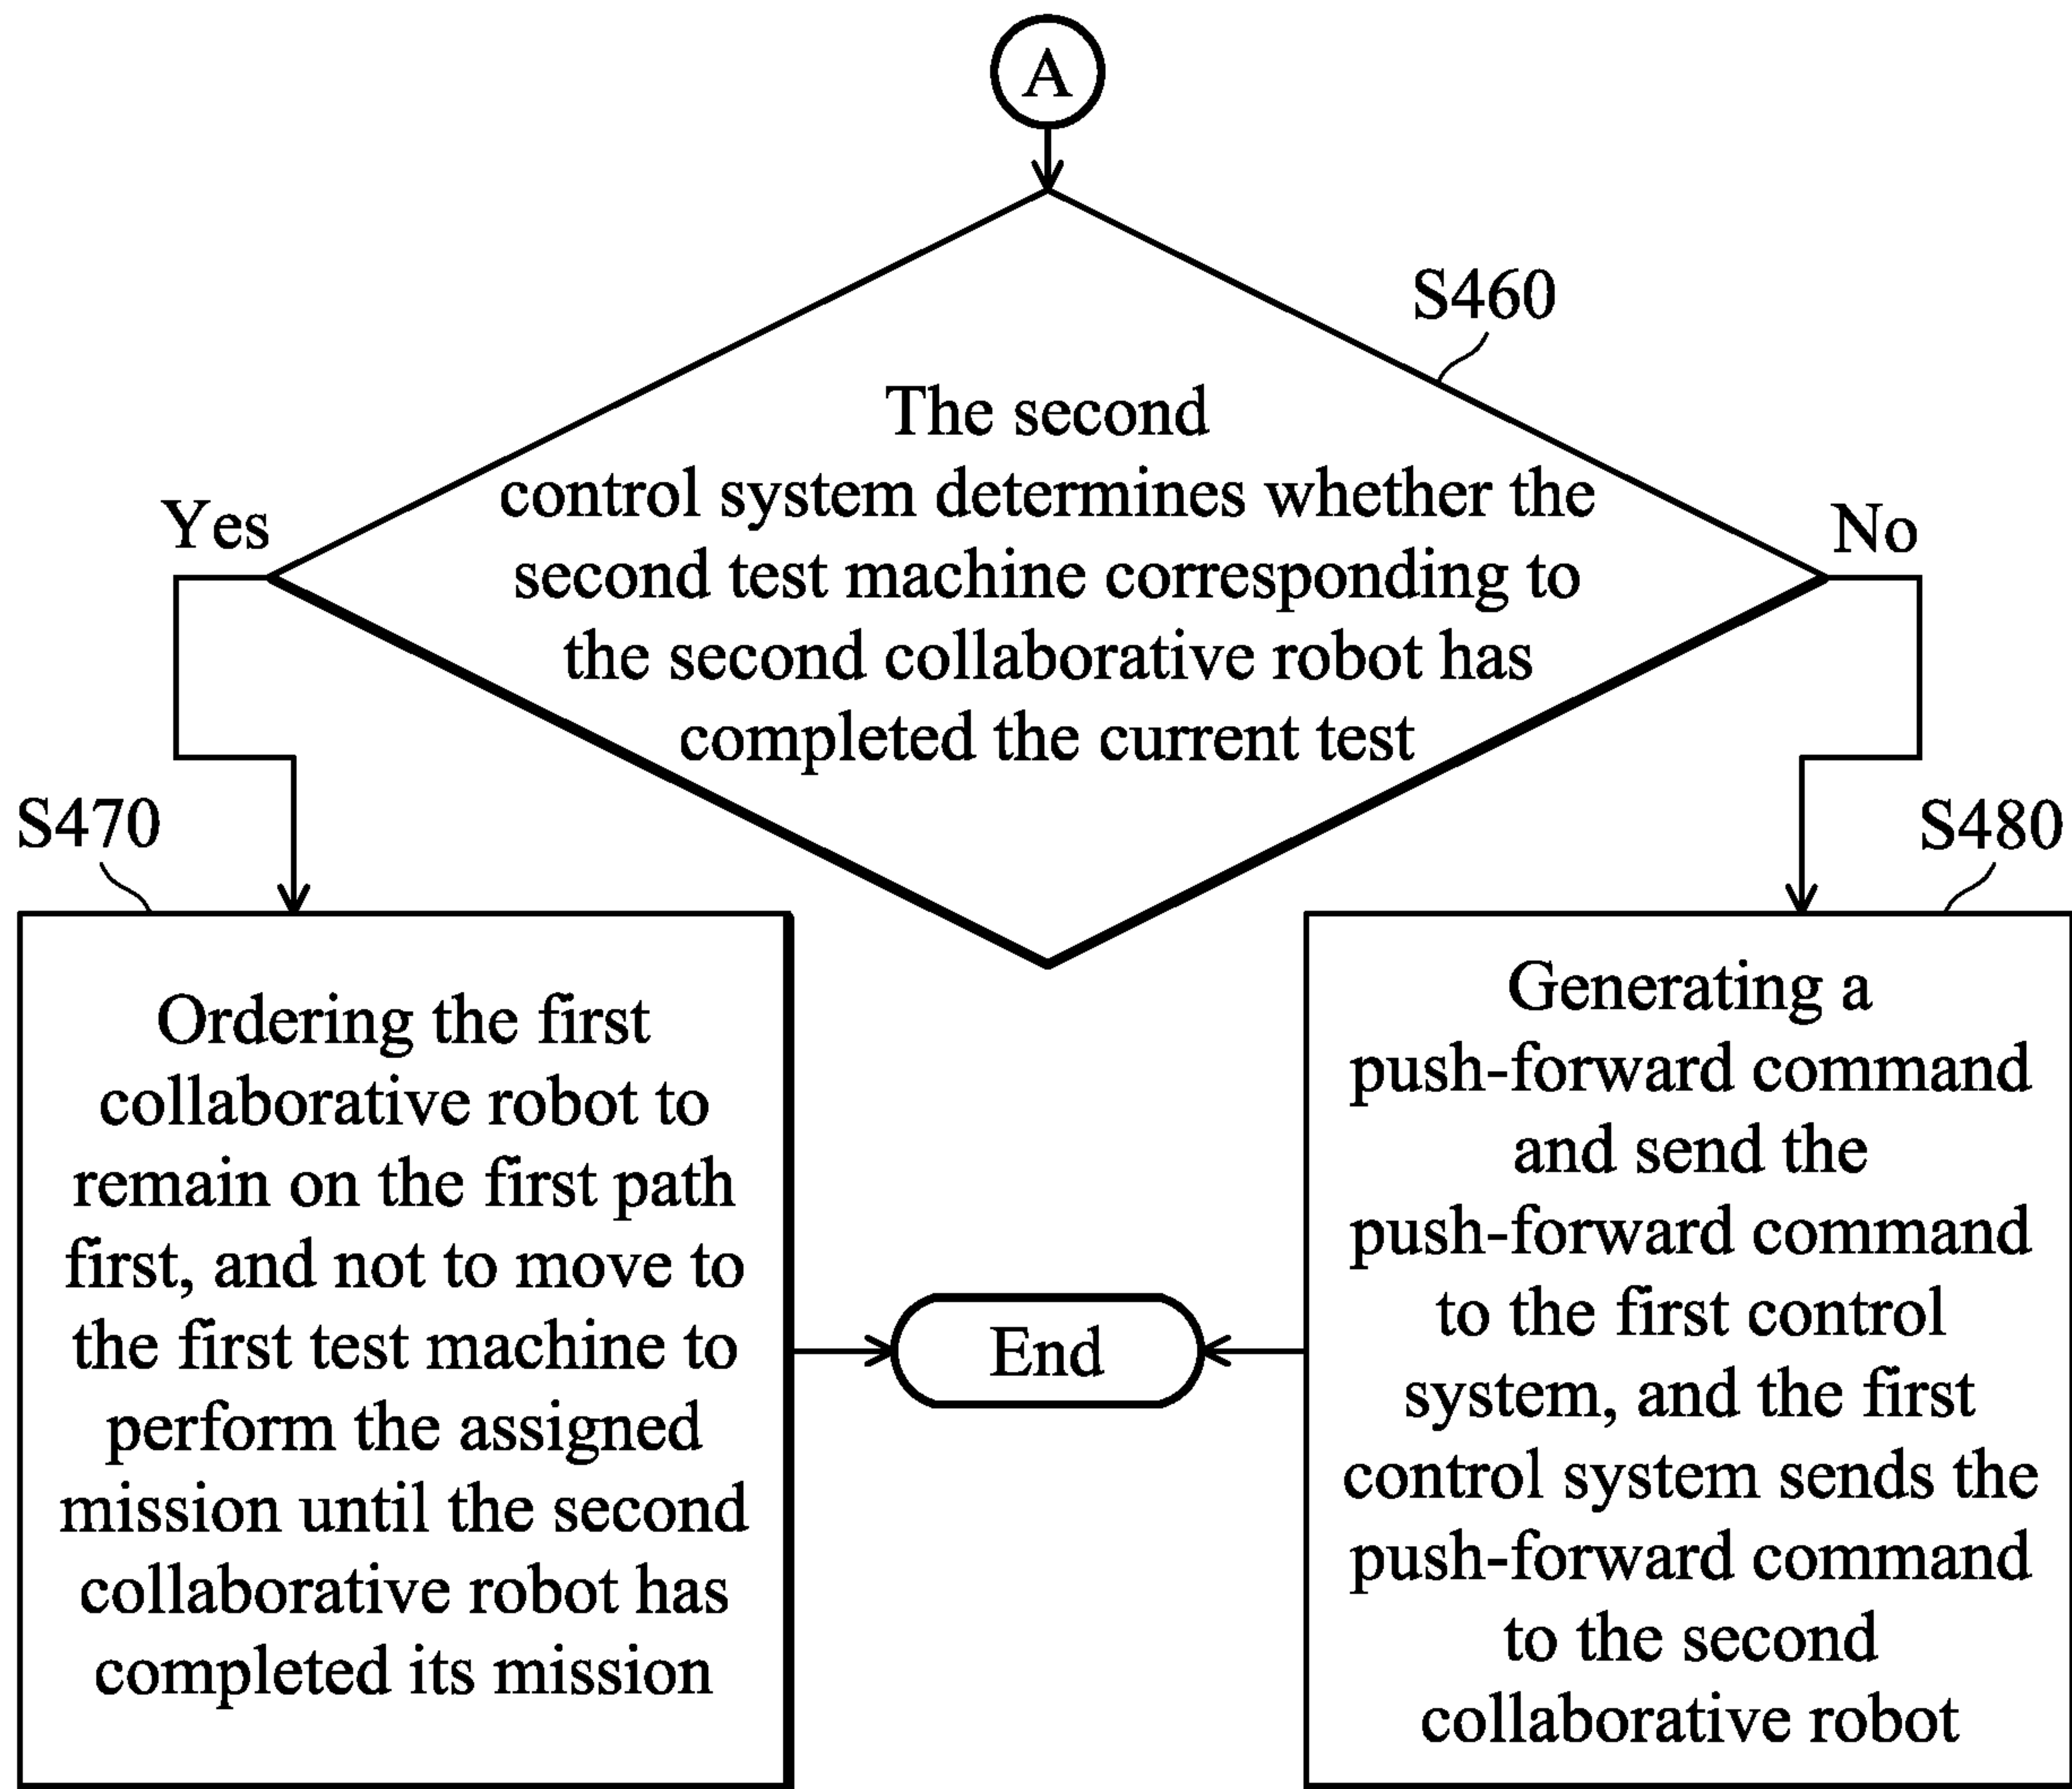 A
S460
The second
control system determines whether the
second test machine corresponding to
the second collaborative robot has
completed the current test
Yes
No
S470
Ordering the first
collaborative robot to
remain on the first path
first, and not to move to
the first test machine to
perform the assigned
mission until the second
collaborative robot has
completed its mission
S480
Generating a
push-forward command
and send the
push-forward command
to the first control
system, and the first
control system sends the
push-forward command
to the second
collaborative robot
End